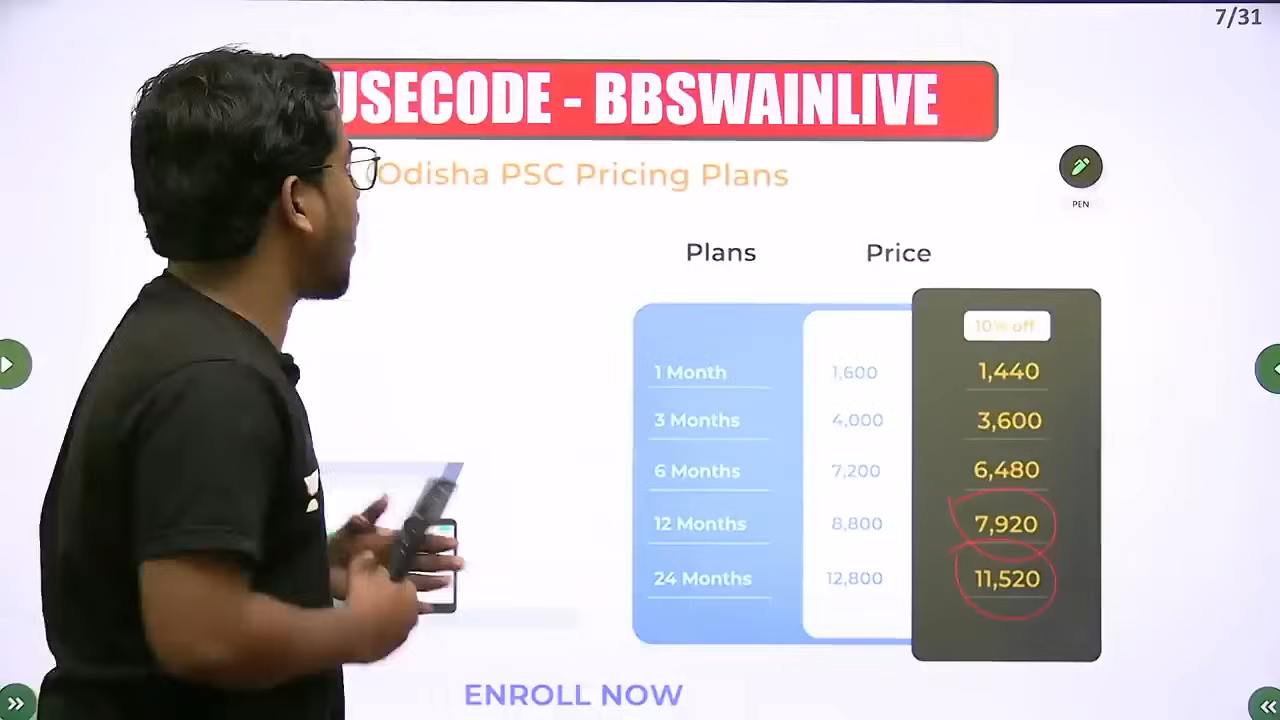 7/31
USECODE - BBSWAINLIVE
Odisha PSC Pricing Plans
PEN
Plans Price
10% off
1 Month 1,600 1,440
3 Months 4,000 3,600
6 Months 7,200 6,480
12 Months 8,800 7,920
24 Months 12,800 11,520
ENROLL NOW